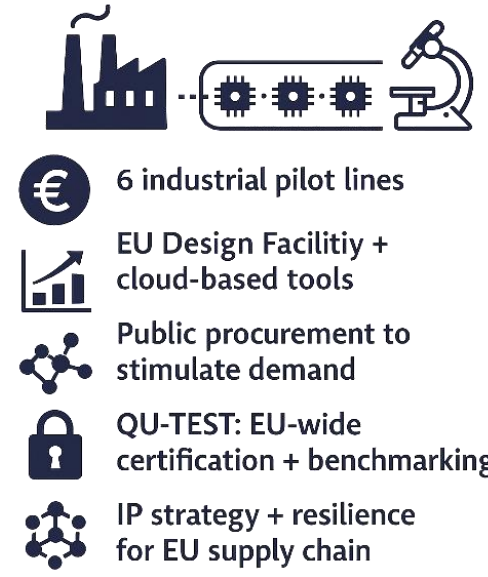 6 industrial pilot lines
EU Design Facilitiy +
cloud-based tools
Public procurement to
stimulate demand
QU-TEST: EU-wide
certification + benchmarking
IP strategy + resilience
for EU supply chain